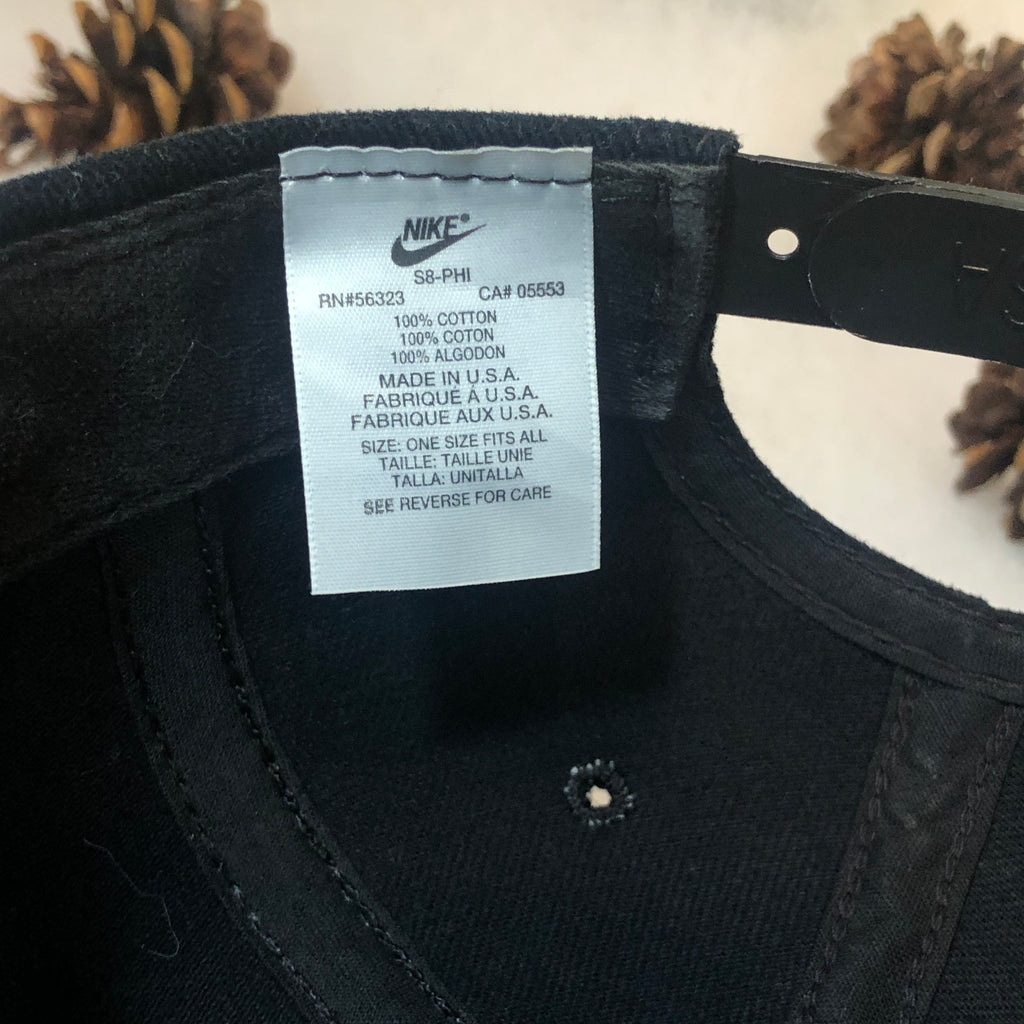 NIKE®
S8-PHI
RN#56323 CA# 05553
100% COTTON
100% COTON
100% ALGODON
MADE IN U.S.A.
FABRIQUÉ À U.S.A.
FABRIQUE AUX U.S.A.
SIZE: ONE SIZE FITS ALL
TAILLE: TAILLE UNIE
TALLA: UNITALLA
SEE REVERSE FOR CARE